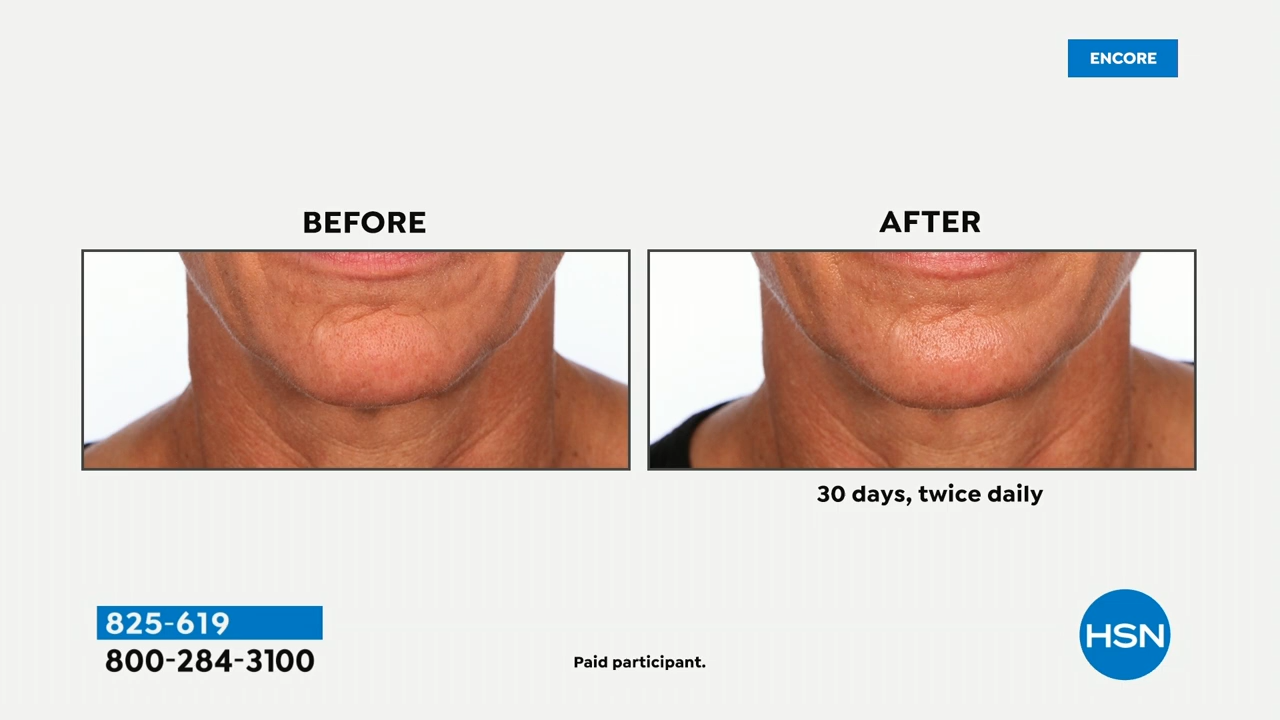 ENCORE
BEFORE
AFTER
30 days, twice daily
825-619
800-284-3100
Paid participant.
HSN